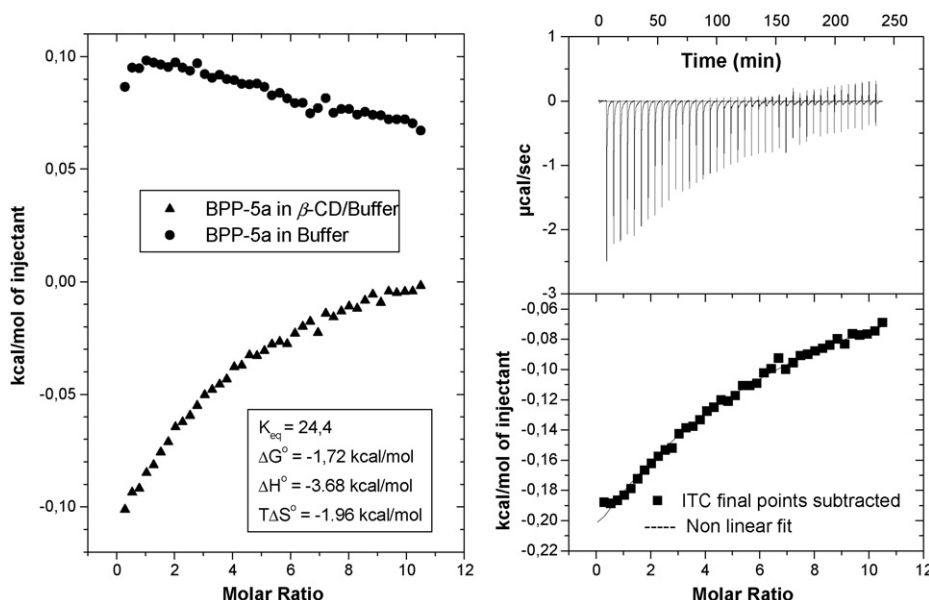 0,10
0,05
0,00
-0,05
-0,10
kcal/mol of injectant
BPP-5a in β-CD/Buffer
BPP-5a in Buffer
Keq = 24,4
ΔG° = -1,72 kcal/mol
ΔH° = -3.68 kcal/mol
TΔS° = -1.96 kcal/mol
0 2 4 6 8 10 12
Molar Ratio
0 50 100 150 200 250
Time (min)
1
0
-1
-2
-3
µcal/sec
-0,06
-0,08
-0,10
-0,12
-0,14
-0,16
-0,18
-0,20
-0,22
kcal/mol of injectant
ITC final points subtracted
Non linear fit
0 2 4 6 8 10 12
Molar Ratio